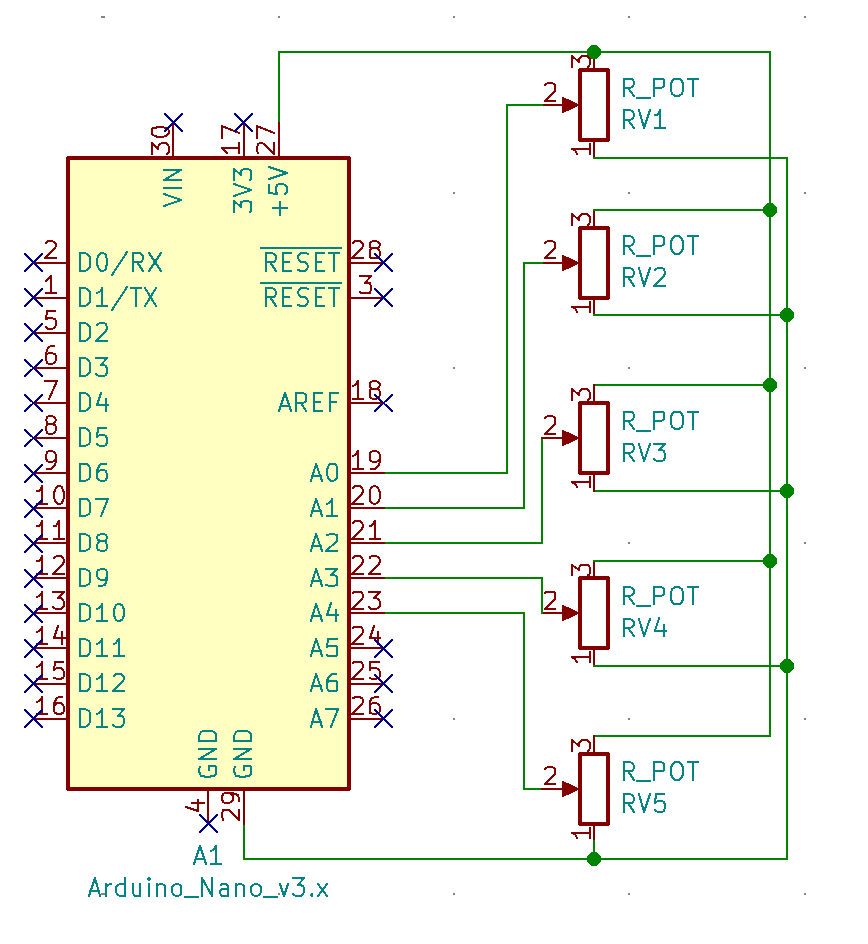 30
17
27
VIN
3V3
+5V
2 D0/RX
1 D1/TX
5 D2
6 D3
7 D4
8 D5
9 D6
10 D7
11 D8
12 D9
13 D10
14 D11
15 D12
16 D13
RESET 28
RESET 3
AREF 18
A0 19
A1 20
A2 21
A3 22
A4 23
A5 24
A6 25
A7 26
GND
GND
4
29
A1
Arduino_Nano_v3.x
3
2
1
R_POT
RV1
3
2
1
R_POT
RV2
3
2
1
R_POT
RV3
3
2
1
R_POT
RV4
3
2
1
R_POT
RV5